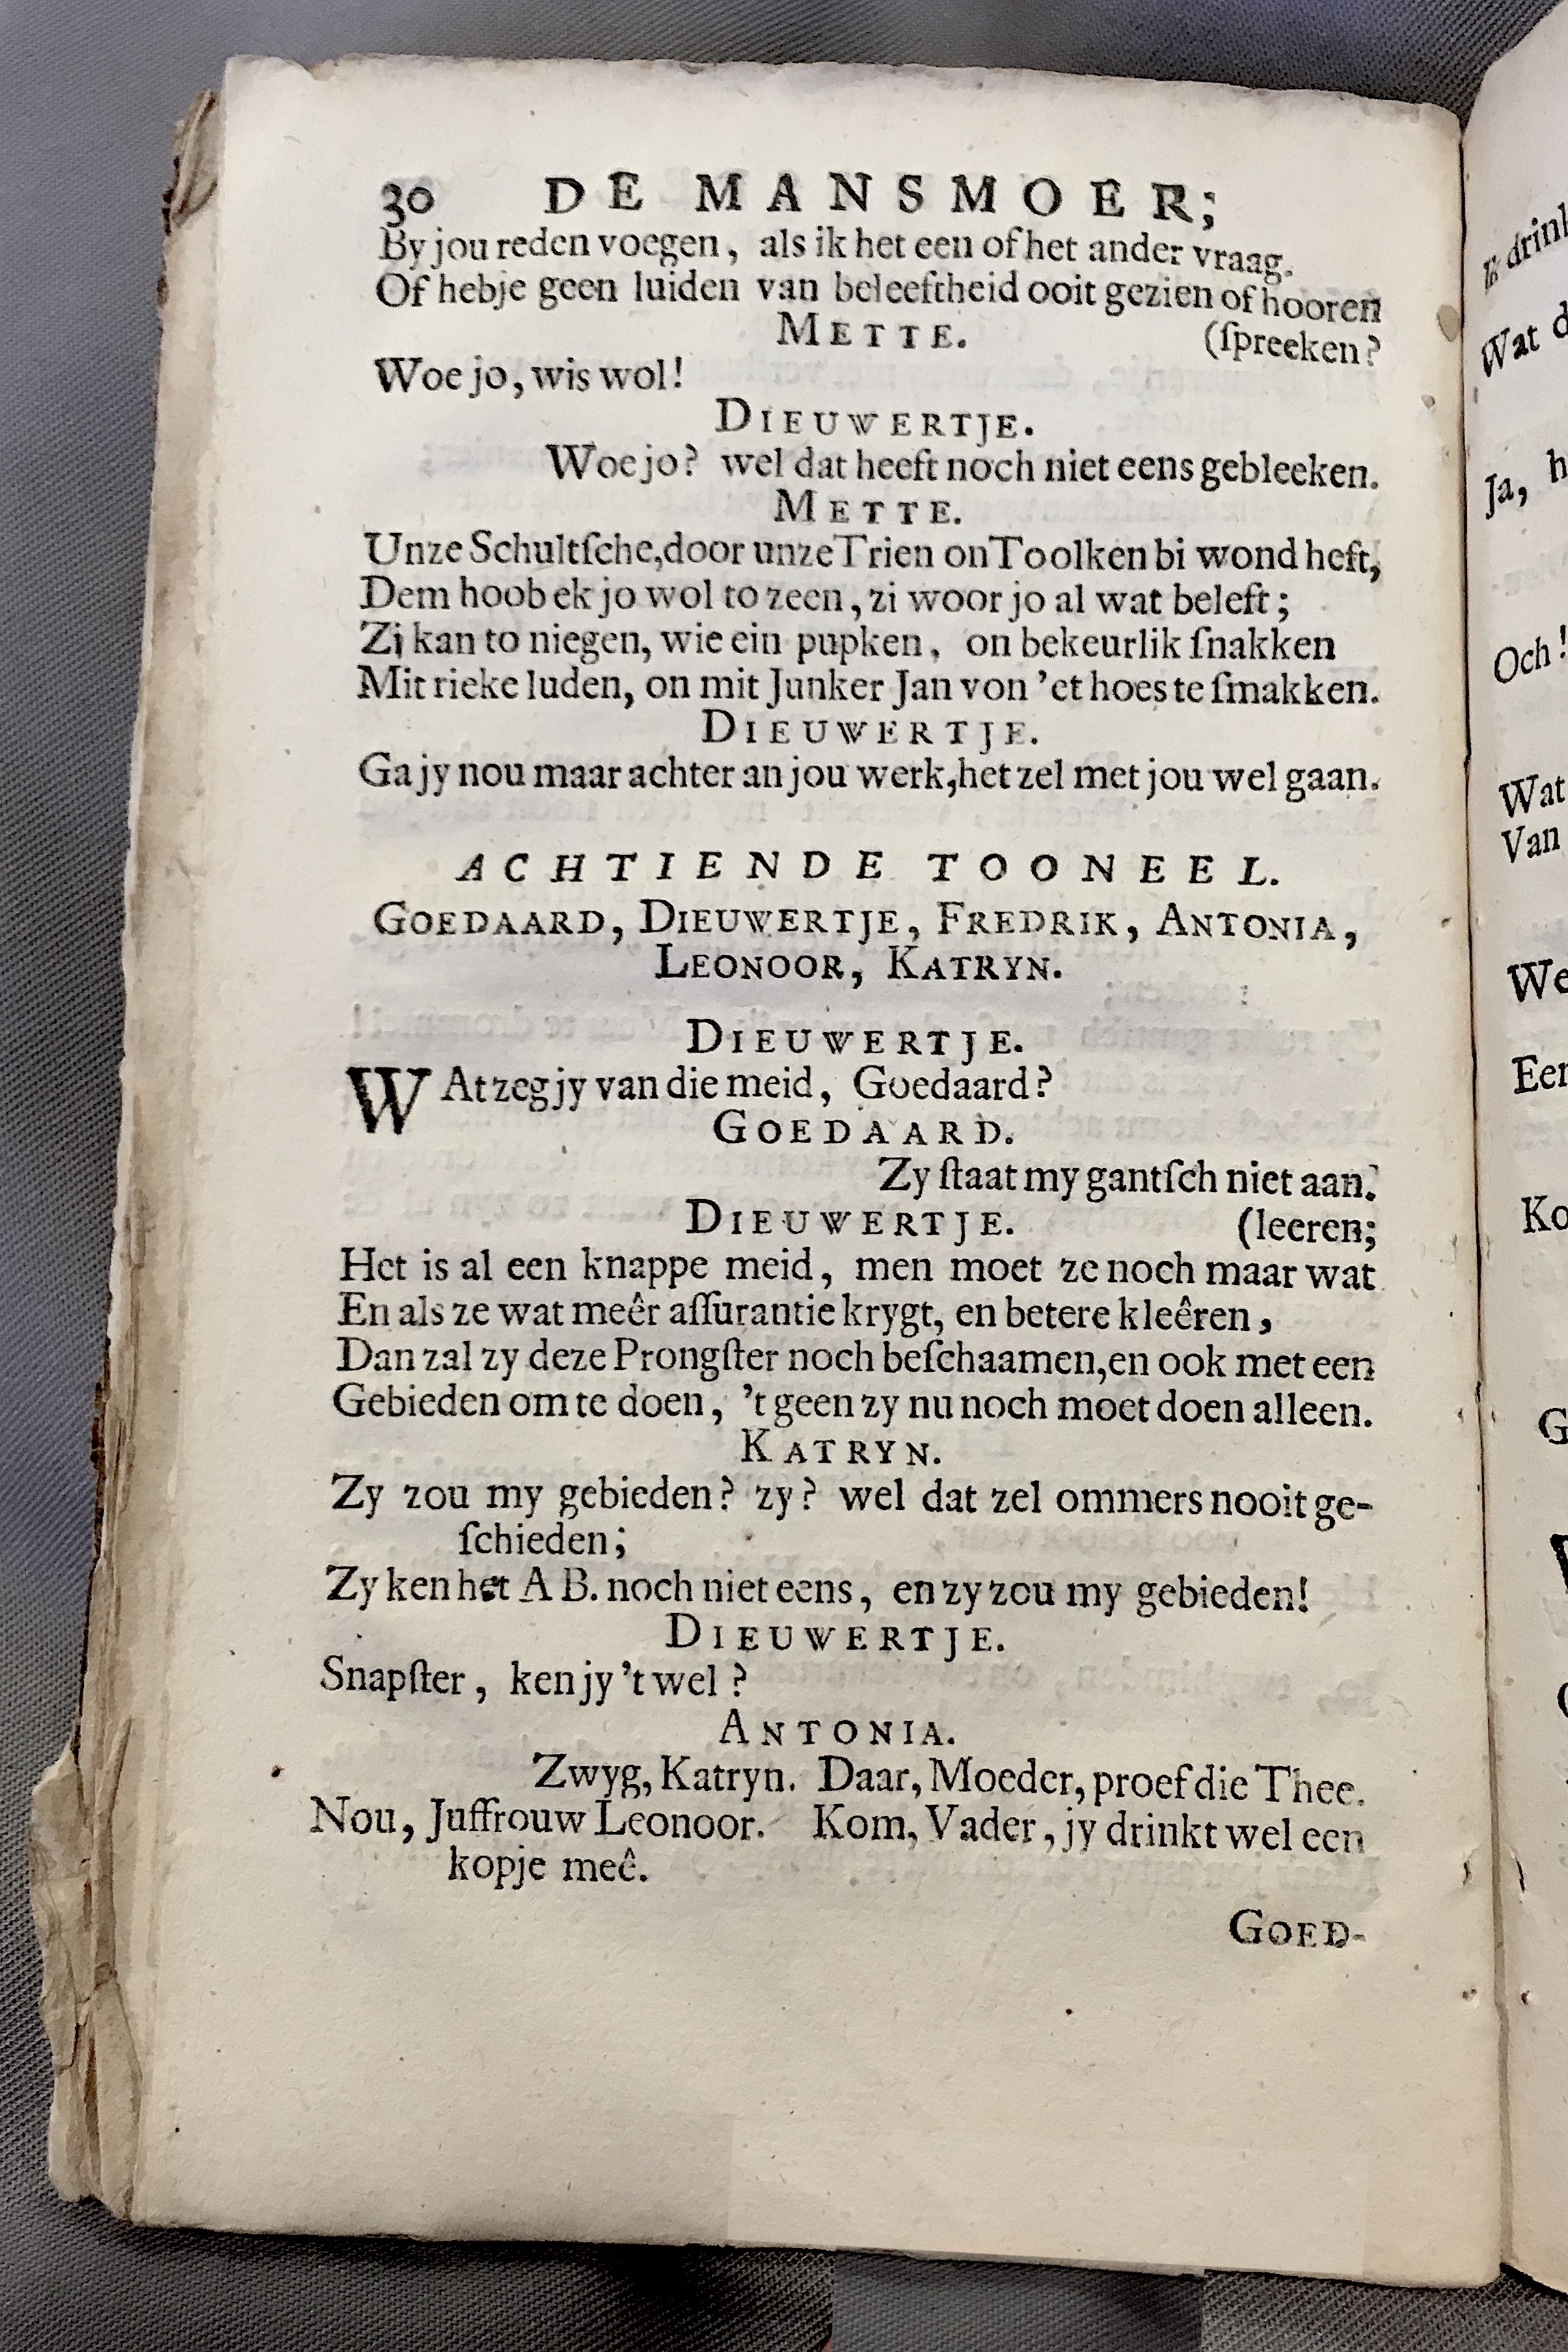 30 DE MANSMOER;
By jou reden voegen, als ik het een of het ander vraag.
Of hebje geen luiden van beleeftheid ooit gezien of hooren
METTE. (ſpreeken?
Woe jo, wis wol!
DIEUWERTJE.
Woe jo? wel dat heeft noch niet eens gebleeken.
METTE.
Unze Schultſche, door unze Trien on Toolken bi wond heft,
Dem hoob ek jo wol to zeen, zi woor jo al wat beleft;
Zi kan to niegen, wie ein pupken, on bekeurlik ſnakken
Mit rieke luden, on mit Junker Jan von 'et hoes te ſmakken.
DIEUWERTJE.
Ga jy nou maar achter an jou werk, het zel met jou wel gaan.
ACHTIENDE TOONEEL.
GOEDAARD, DIEUWERTJE, FREDRIK, ANTONIA,
LEONOOR, KATRYN.
DIEUWERTJE.
WAt zeg jy van die meid, Goedaard?
GOEDAARD.
Zy ſtaat my gantſch niet aan.
DIEUWERTJE. (leeren;
Het is al een knappe meid, men moet ze noch maar wat
En als ze wat meêr aſſurantie krygt, en betere kleêren,
Dan zal zy deze Prongſter noch beſchaamen, en ook met een
Gebieden om te doen, 't geen zy nu noch moet doen alleen.
KATRYN.
Zy zou my gebieden? zy? wel dat zel ommers nooit ge-
ſchieden;
Zy ken het A B. noch niet eens, en zy zou my gebieden!
DIEUWERTJE.
Snapſter, ken jy 't wel?
ANTONIA.
Zwyg, Katryn. Daar, Moeder, proef die Thee.
Nou, Juffrouw Leonoor. Kom, Vader, jy drinkt wel een
kopje meê.
GOED-
Ik drink
Wat d
Ja, h
Och!
Wat
Van
We
Een
Ko
G